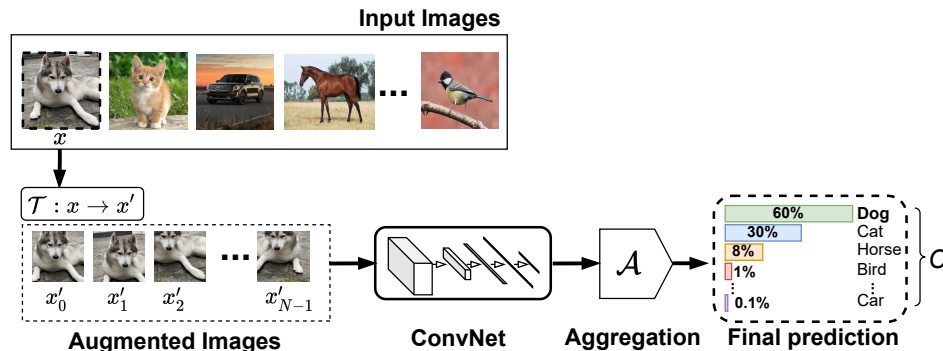 Input Images
...
x
𝒯 : x → x′
...
x′₀ x′₁ x′₂ x′_{N−1}
Augmented Images
ConvNet
𝒜
Aggregation
60% Dog
30% Cat
8% Horse
1% Bird
⋮ ⋮
0.1% Car
C
Final prediction